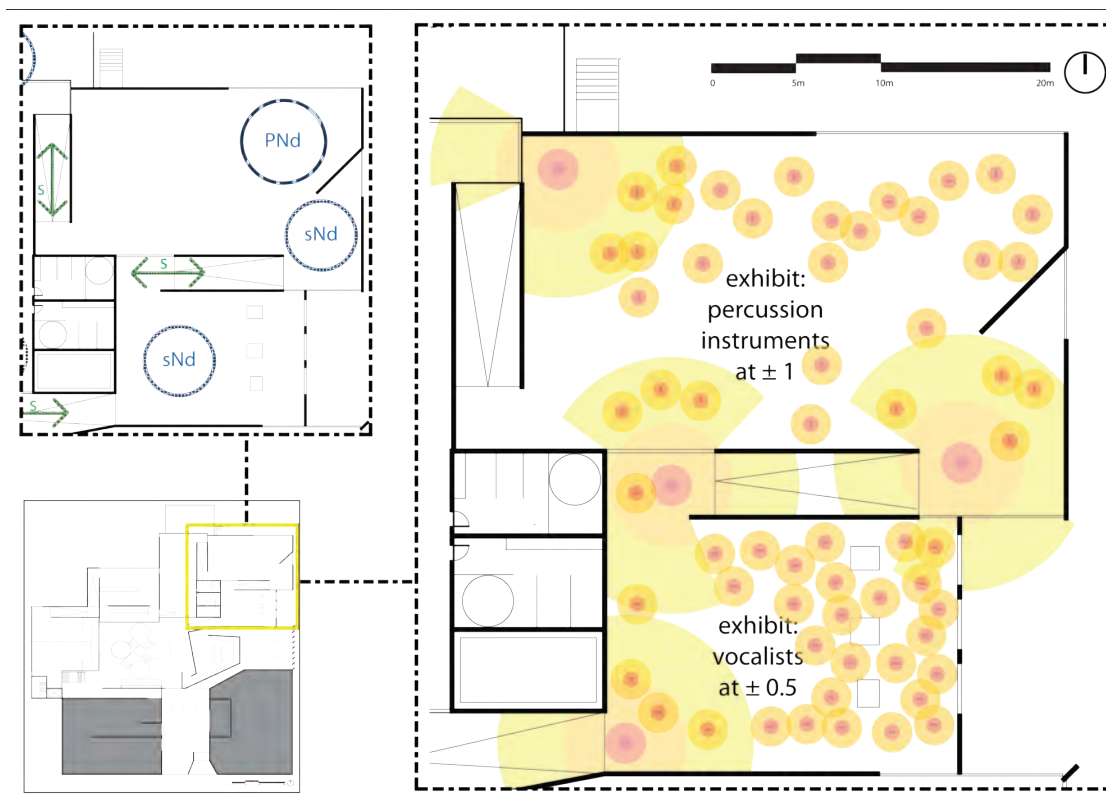 PNd
S
sNd
S
sNd
S
0
5m
10m
20m
exhibit:
percussion
instruments
at ± 1
exhibit:
vocalists
at ± 0.5